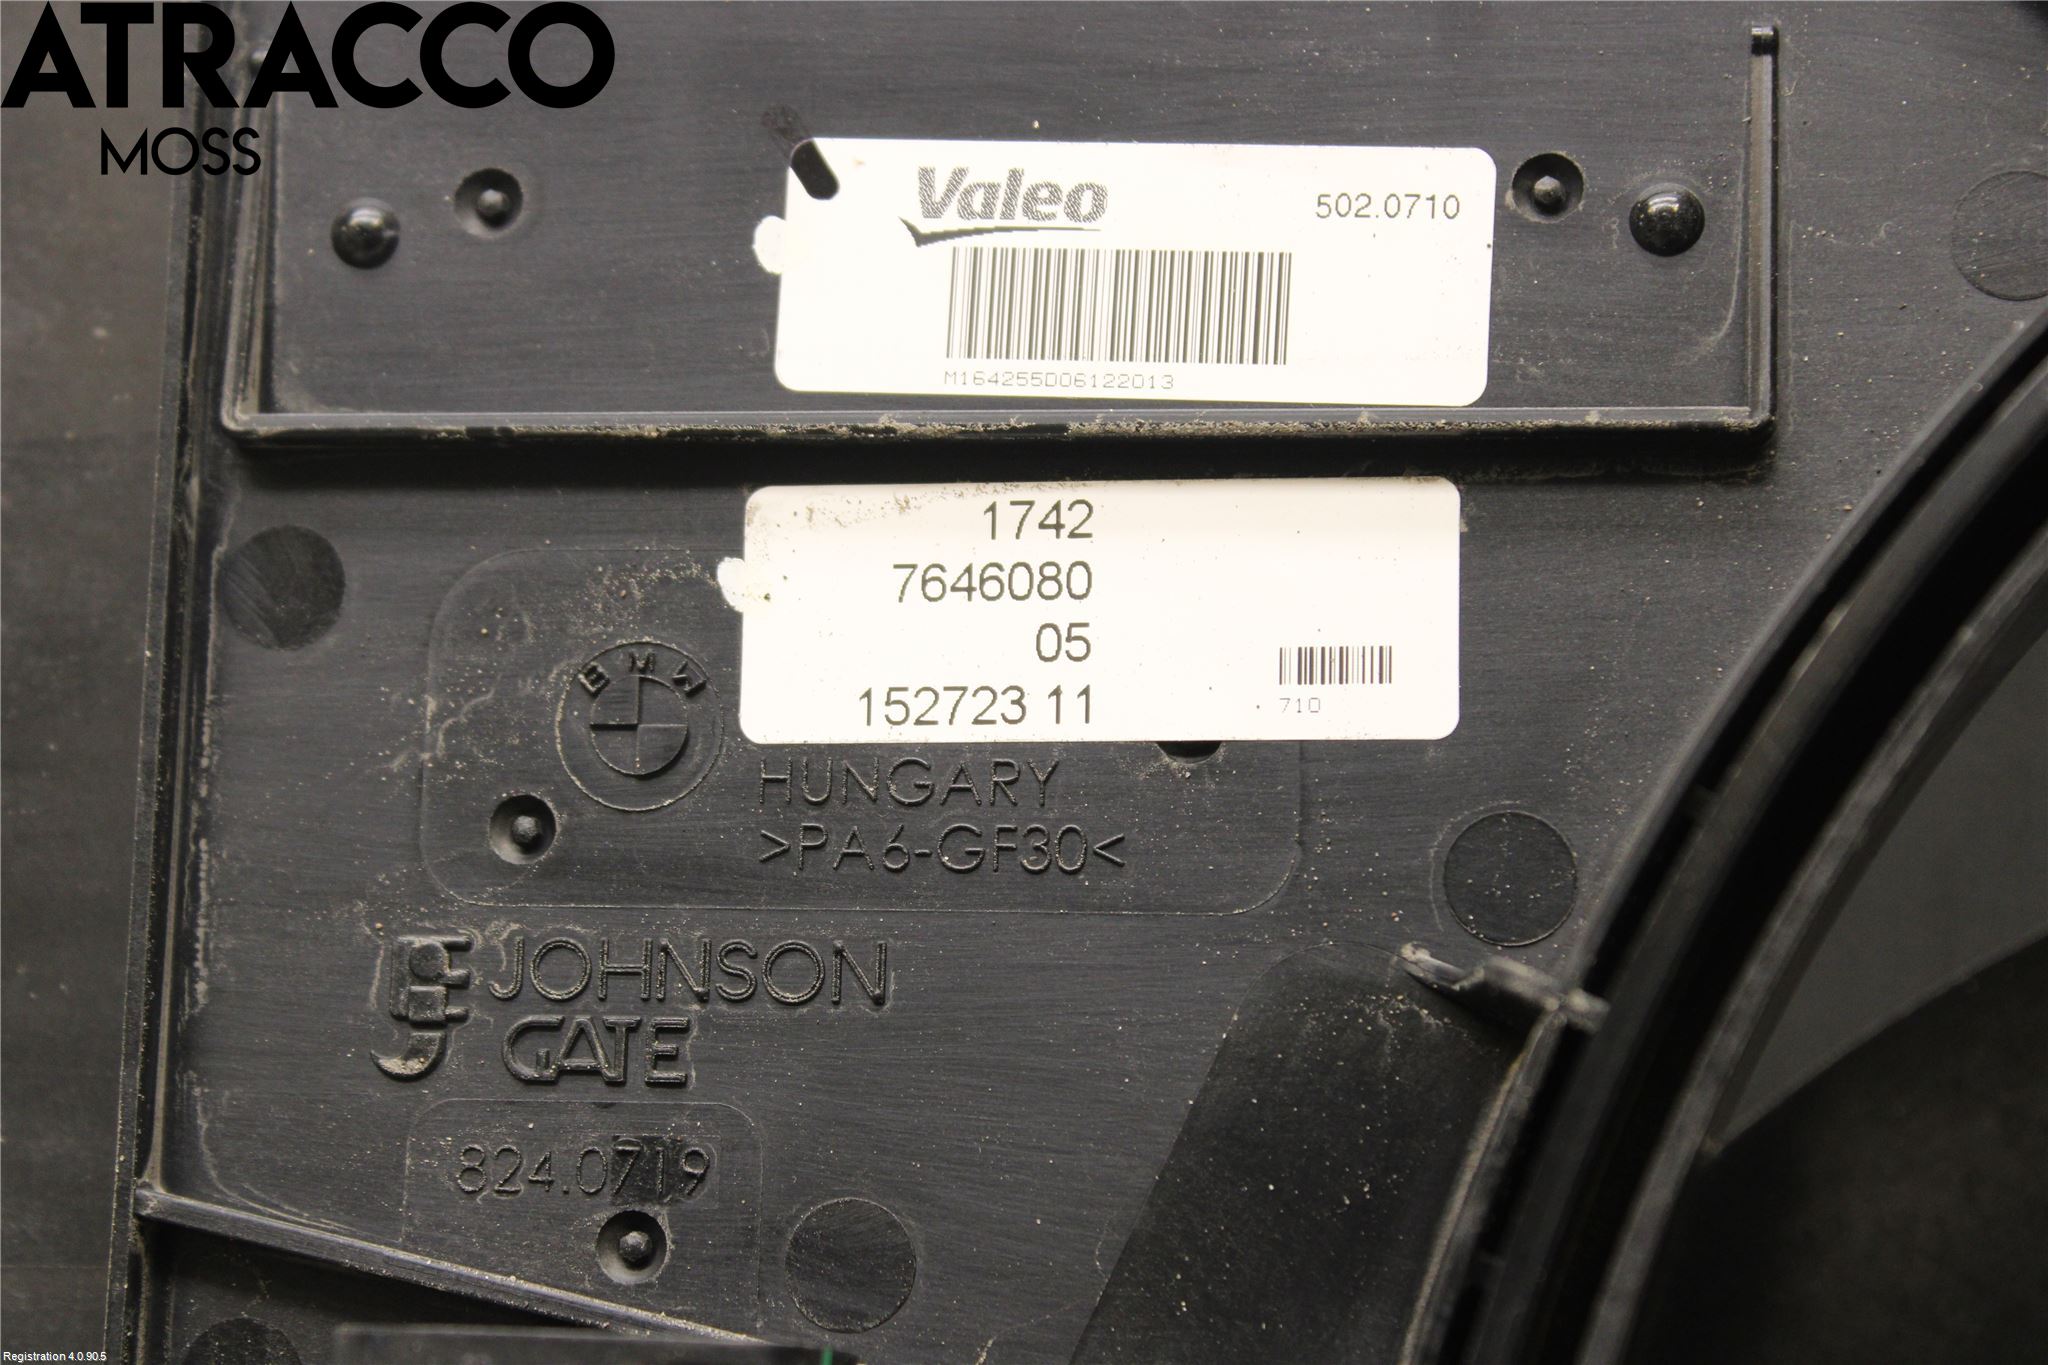 ATRACCO
MOSS
Valeo
502.0710
M164255D06122013
1742
7646080
05
152723 11
710
BMW
HUNGARY
>PA6-GF30<
JOHNSON
GATE
824.0719
Registration 4.0.90.5